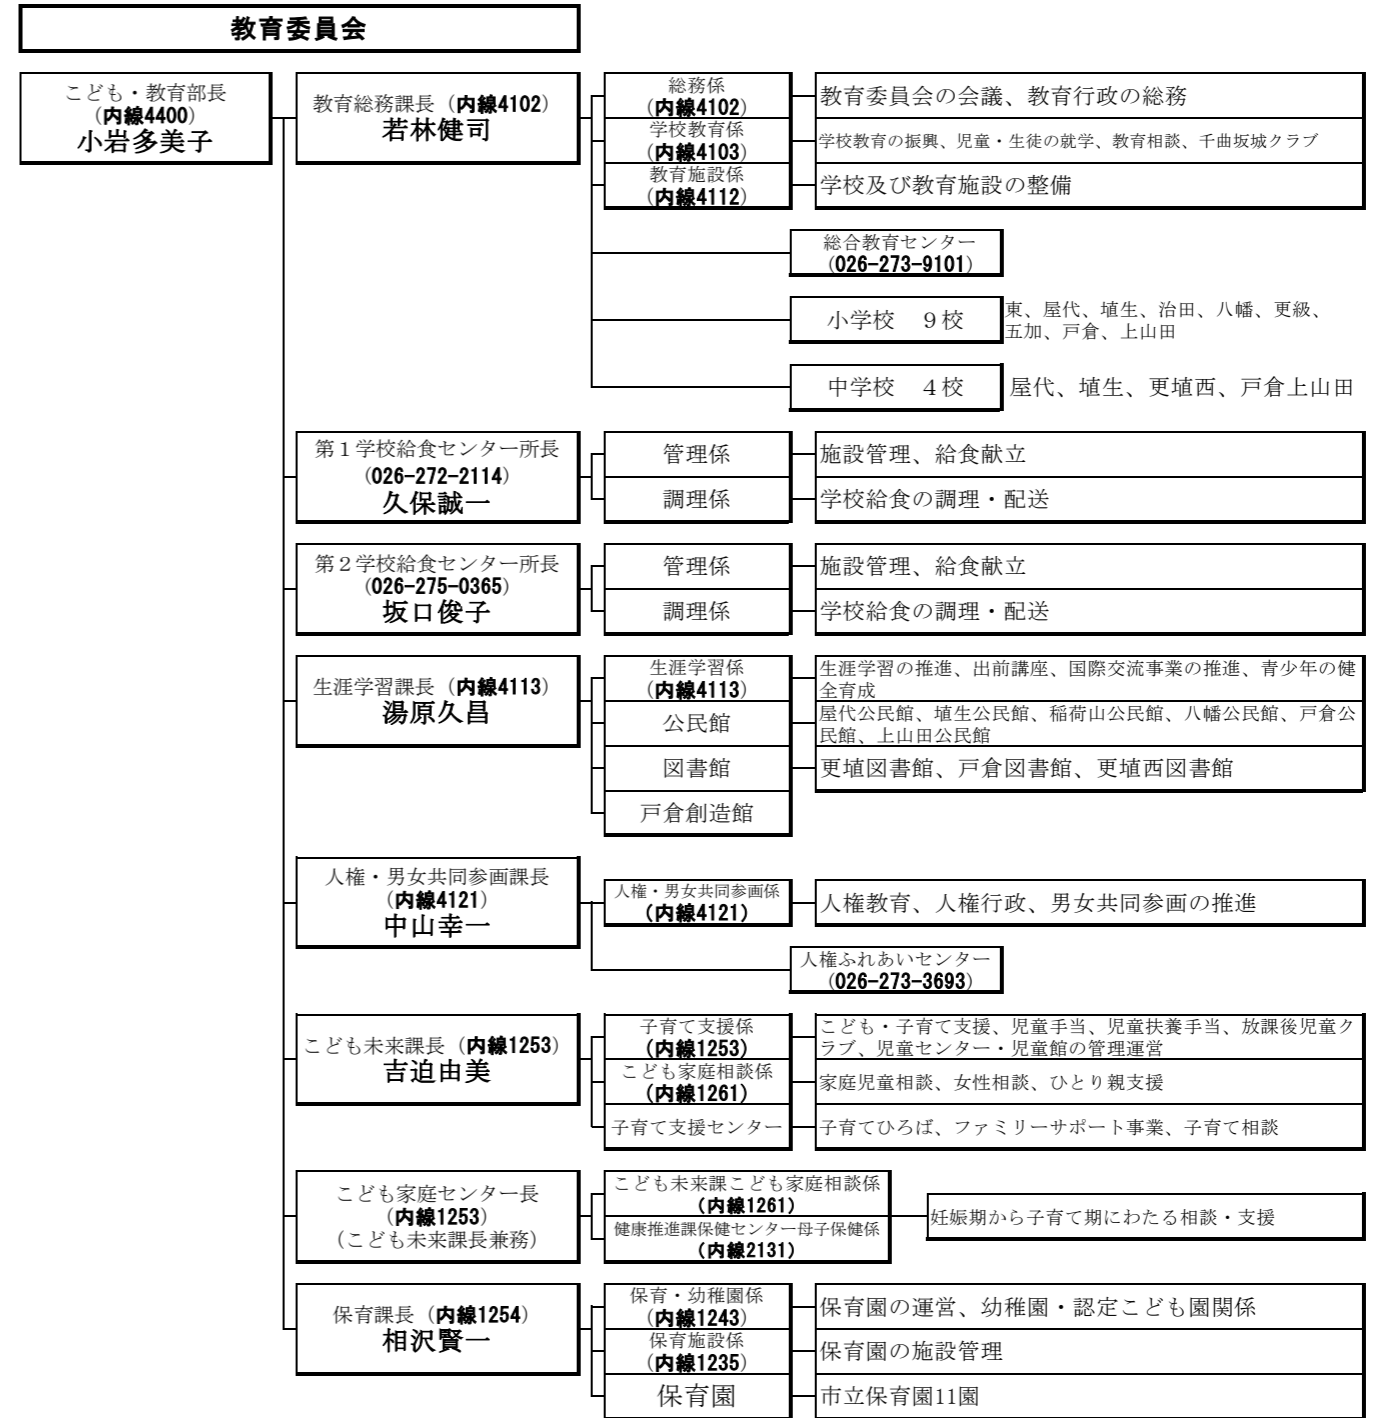 教育委員会
こども・教育部長
(内線4400)
小岩多美子
教育総務課長（内線4102）
若林健司
総務係
(内線4102)
教育委員会の会議、教育行政の総務
学校教育係
(内線4103)
学校教育の振興、児童・生徒の就学、教育相談、千曲坂城クラブ
教育施設係
(内線4112)
学校及び教育施設の整備
総合教育センター
(026-273-9101)
小学校　９校
東、屋代、埴生、治田、八幡、更級、
五加、戸倉、上山田
中学校　４校
屋代、埴生、更埴西、戸倉上山田
第１学校給食センター所長
(026-272-2114)
久保誠一
管理係
施設管理、給食献立
調理係
学校給食の調理・配送
第２学校給食センター所長
(026-275-0365)
坂口俊子
管理係
施設管理、給食献立
調理係
学校給食の調理・配送
生涯学習課長（内線4113）
湯原久昌
生涯学習係
(内線4113)
生涯学習の推進、出前講座、国際交流事業の推進、青少年の健
全育成
公民館
屋代公民館、埴生公民館、稲荷山公民館、八幡公民館、戸倉公
民館、上山田公民館
図書館
更埴図書館、戸倉図書館、更埴西図書館
戸倉創造館
人権・男女共同参画課長
(内線4121)
中山幸一
人権・男女共同参画係
(内線4121)
人権教育、人権行政、男女共同参画の推進
人権ふれあいセンター
(026-273-3693)
こども未来課長（内線1253）
吉迫由美
子育て支援係
(内線1253)
こども・子育て支援、児童手当、児童扶養手当、放課後児童ク
ラブ、児童センター・児童館の管理運営
こども家庭相談係
(内線1261)
家庭児童相談、女性相談、ひとり親支援
子育て支援センター
子育てひろば、ファミリーサポート事業、子育て相談
こども家庭センター長
(内線1253)
（こども未来課長兼務）
こども未来課こども家庭相談係
(内線1261)
健康推進課保健センター母子保健係
(内線2131)
妊娠期から子育て期にわたる相談・支援
保育課長（内線1254）
相沢賢一
保育・幼稚園係
(内線1243)
保育園の運営、幼稚園・認定こども園関係
保育施設係
(内線1235)
保育園の施設管理
保育園
市立保育園11園